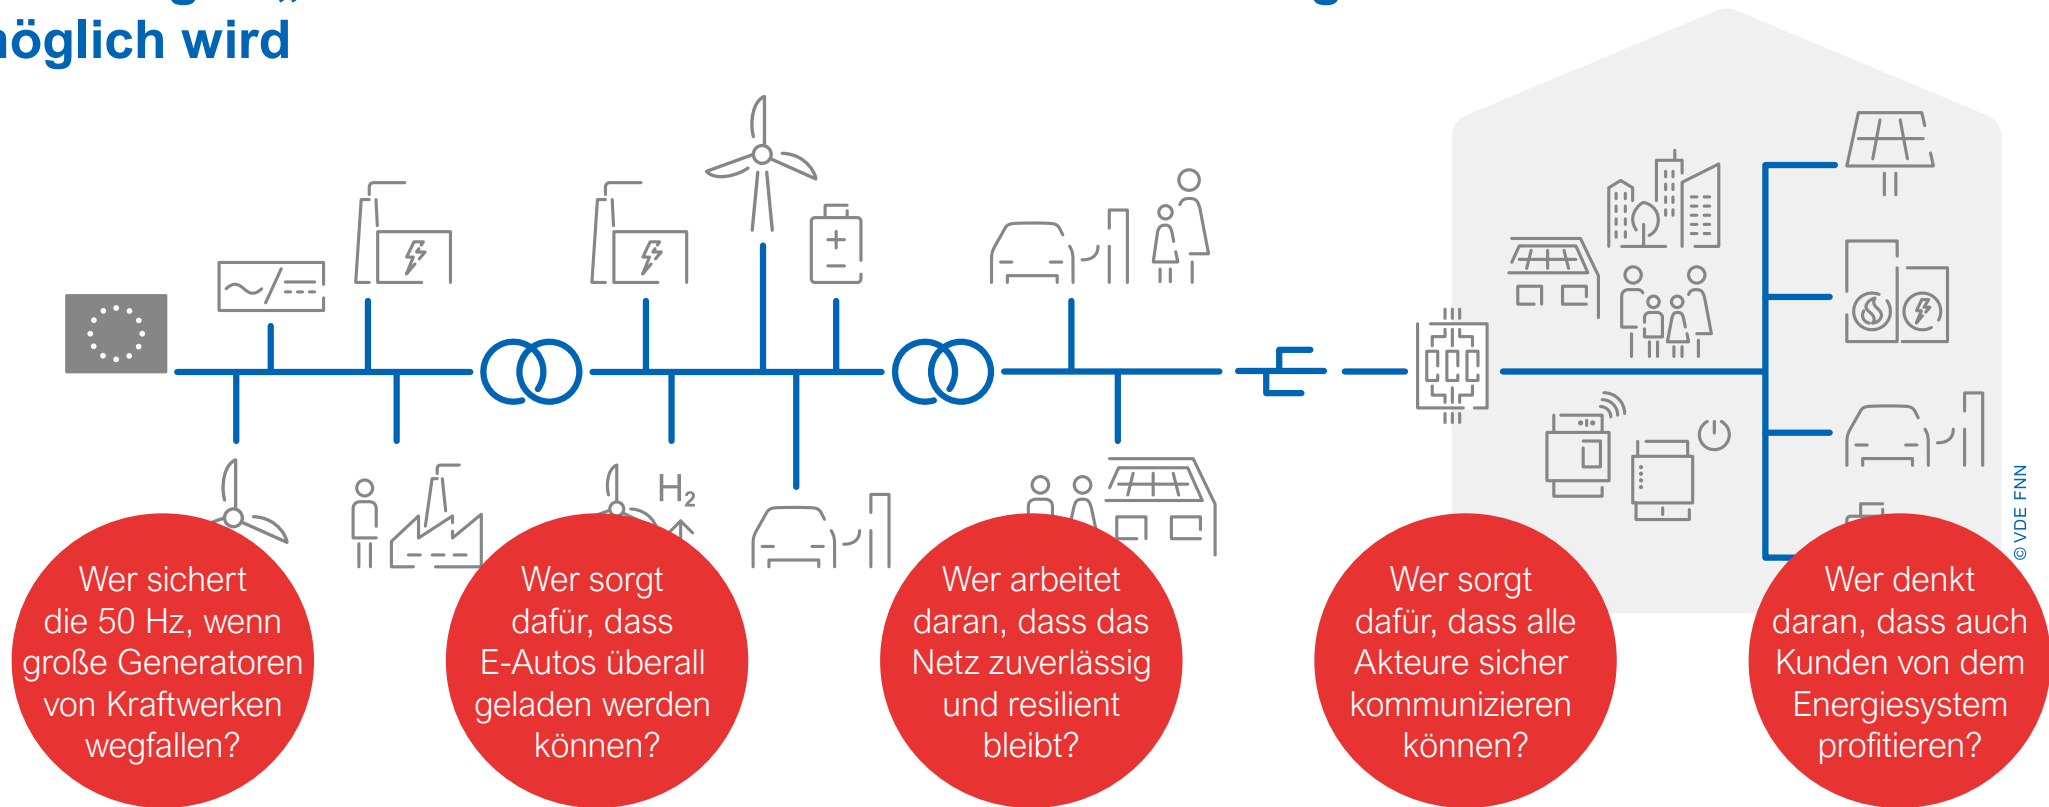 möglich wird
H₂
© VDE FNN
Wer sichert
die 50 Hz, wenn
große Generatoren
von Kraftwerken
wegfallen?
Wer sorgt
dafür, dass
E-Autos überall
geladen werden
können?
Wer arbeitet
daran, dass das
Netz zuverlässig
und resilient
bleibt?
Wer sorgt
dafür, dass alle
Akteure sicher
kommunizieren
können?
Wer denkt
daran, dass auch
Kunden von dem
Energiesystem
profitieren?